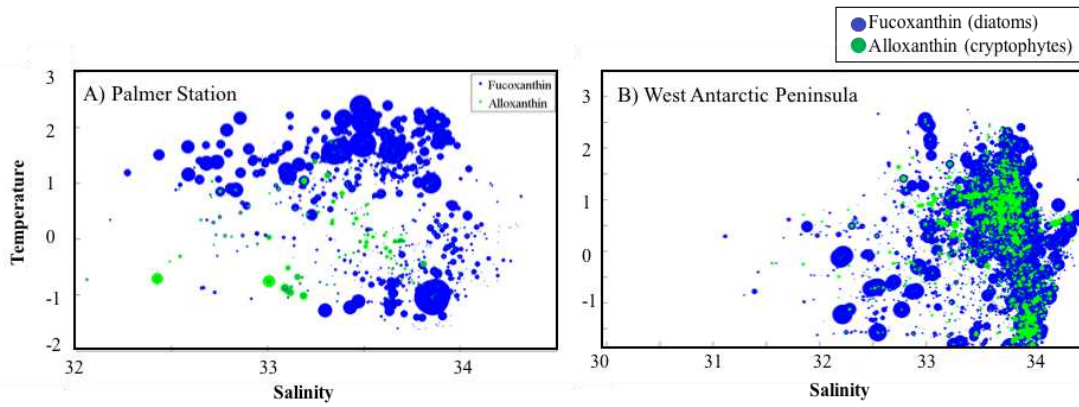 Fucoxanthin (diatoms)
Alloxanthin (cryptophytes)
A) Palmer Station
Fucoxanthin
Alloxanthin
3
2
1
0
-1
-2
Temperature
32
33
34
Salinity
B) West Antarctic Peninsula
3
2
1
0
-1
30
31
32
33
34
Salinity